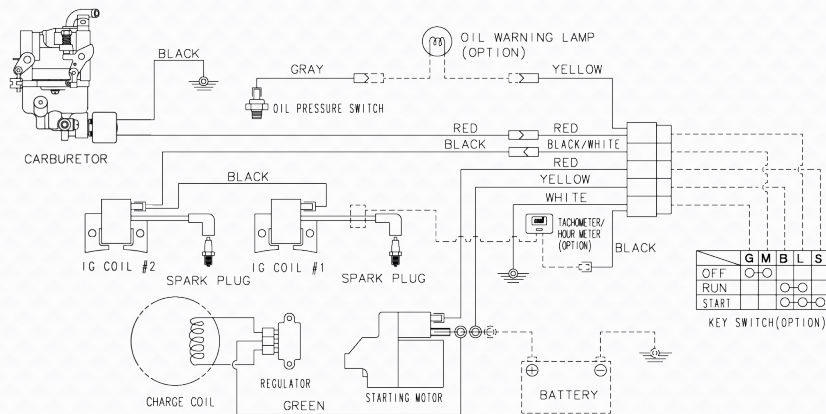 OIL WARNING LAMP
(OPTION)
BLACK
GRAY
YELLOW
OIL PRESSURE SWITCH
RED
RED
BLACK
BLACK/WHITE
CARBURETOR
RED
YELLOW
BLACK
WHITE
TACHOMETER/
HOUR METER
(OPTION)
BLACK
IG COIL #2
SPARK PLUG
IG COIL #1
SPARK PLUG
G M B L S
OFF
RUN
START
KEY SWITCH(OPTION)
CHARGE COIL
REGULATOR
GREEN
STARTING MOTOR
+ −
BATTERY